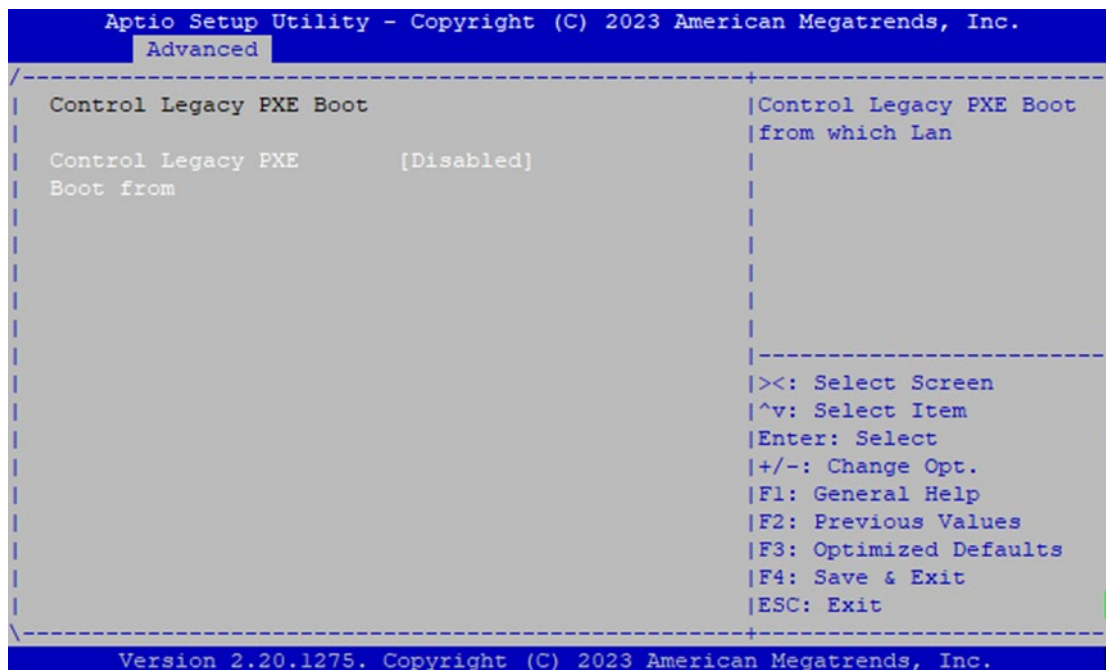 Aptio Setup Utility - Copyright (C) 2023 American Megatrends, Inc.
Advanced
Control Legacy PXE Boot
Control Legacy PXE [Disabled]
Boot from
Control Legacy PXE Boot
from which Lan
><: Select Screen
^v: Select Item
Enter: Select
+/-: Change Opt.
F1: General Help
F2: Previous Values
F3: Optimized Defaults
F4: Save & Exit
ESC: Exit
Version 2.20.1275. Copyright (C) 2023 American Megatrends, Inc.